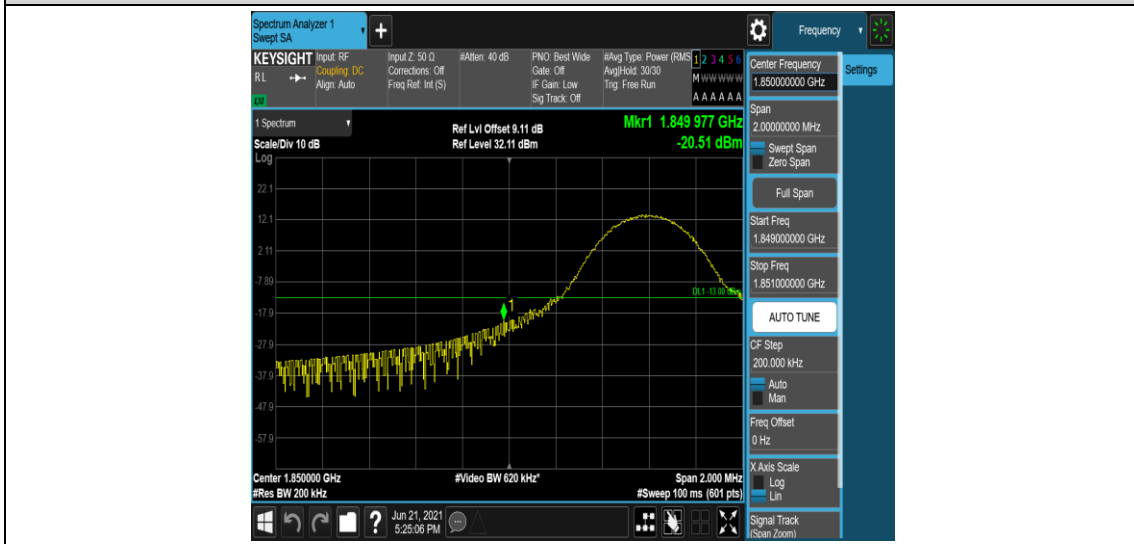 Spectrum Analyzer 1
Swept SA
+
Frequency
KEYSIGHT
RL
LXI
Input: RF
Coupling: DC
Align: Auto
Input Z: 50 Ω
Corrections: Off
Freq Ref: Int (S)
#Atten: 40 dB
PNO: Best Wide
Gate: Off
IF Gain: Low
Sig Track: Off
#Avg Type: Power (RMS
Avg|Hold: 30/30
Trig: Free Run
1 2 3 4 5 6
M W W W W W
A A A A A A
1 Spectrum
Scale/Div 10 dB
Log
Ref Lvl Offset 9.11 dB
Ref Level 32.11 dBm
Mkr1 1.849 977 GHz
-20.51 dBm
22.1
12.1
2.11
-7.89
-17.9
-27.9
-37.9
-47.9
-57.9
DL1 -13.00 dBm
1
Center 1.850000 GHz
#Res BW 200 kHz
#Video BW 620 kHz*
Span 2.000 MHz
#Sweep 100 ms (601 pts)
?
Jun 21, 2021
5:25:06 PM
Center Frequency
1.850000000 GHz
Settings
Span
2.00000000 MHz
Swept Span
Zero Span
Full Span
Start Freq
1.849000000 GHz
Stop Freq
1.851000000 GHz
AUTO TUNE
CF Step
200.000 kHz
Auto
Man
Freq Offset
0 Hz
X Axis Scale
Log
Lin
Signal Track
(Span Zoom)